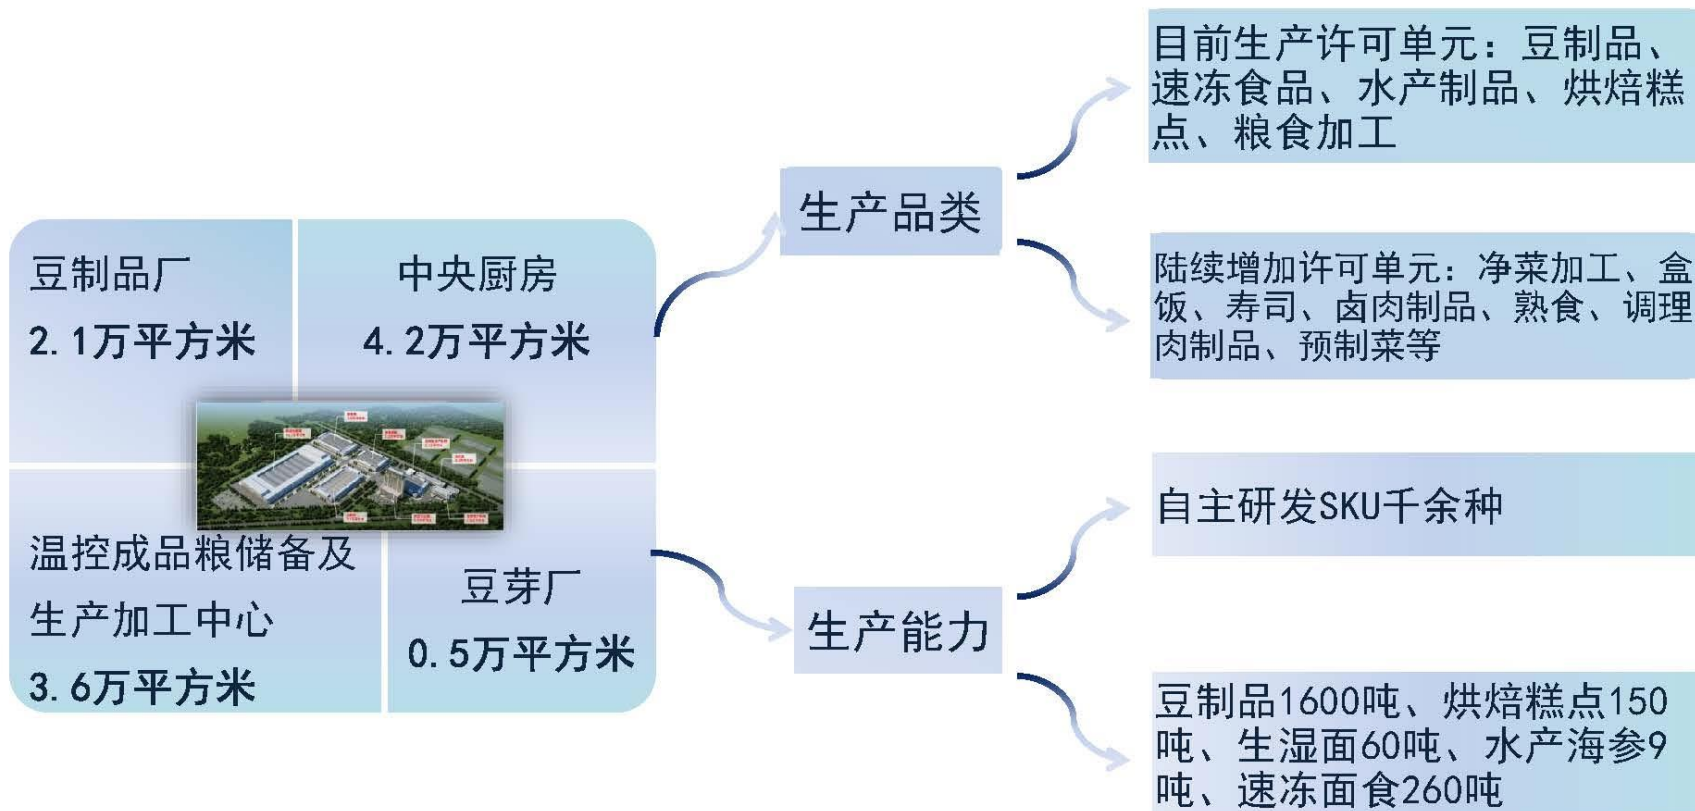 豆制品厂
2.1万平方米
中央厨房
4.2万平方米
温控成品粮储备及
生产加工中心
3.6万平方米
豆芽厂
0.5万平方米
生产品类
目前生产许可单元：豆制品、
速冻食品、水产制品、烘焙糕
点、粮食加工
陆续增加许可单元：净菜加工、盒
饭、寿司、卤肉制品、熟食、调理
肉制品、预制菜等
生产能力
自主研发SKU千余种
豆制品1600吨、烘焙糕点150
吨、生湿面60吨、水产海参9
吨、速冻面食260吨